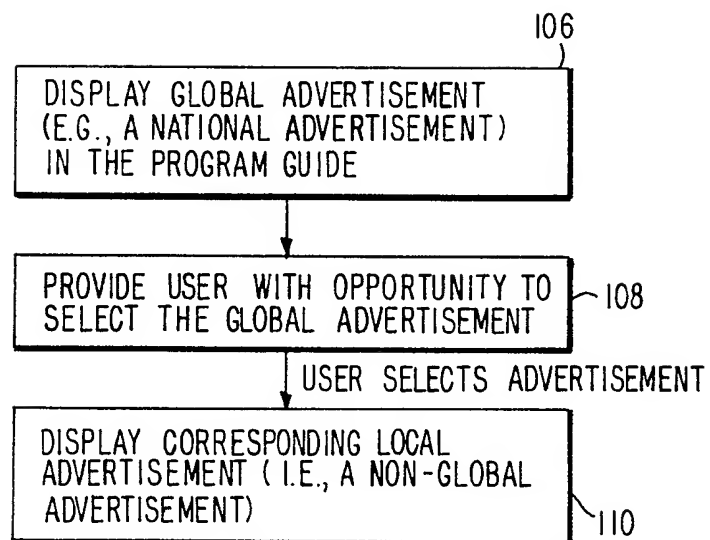 106
DISPLAY GLOBAL ADVERTISEMENT
(E.G., A NATIONAL ADVERTISEMENT)
IN THE PROGRAM GUIDE
PROVIDE USER WITH OPPORTUNITY TO
SELECT THE GLOBAL ADVERTISEMENT
108
USER SELECTS ADVERTISEMENT
DISPLAY CORRESPONDING LOCAL
ADVERTISEMENT (I.E., A NON-GLOBAL
ADVERTISEMENT)
110